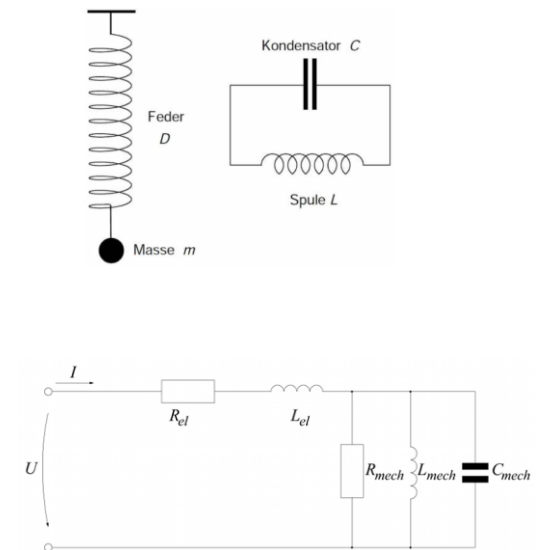 Kondensator C
Feder
D
Spule L
Masse m
I
R_el
L_el
U
R_mech
L_mech
C_mech